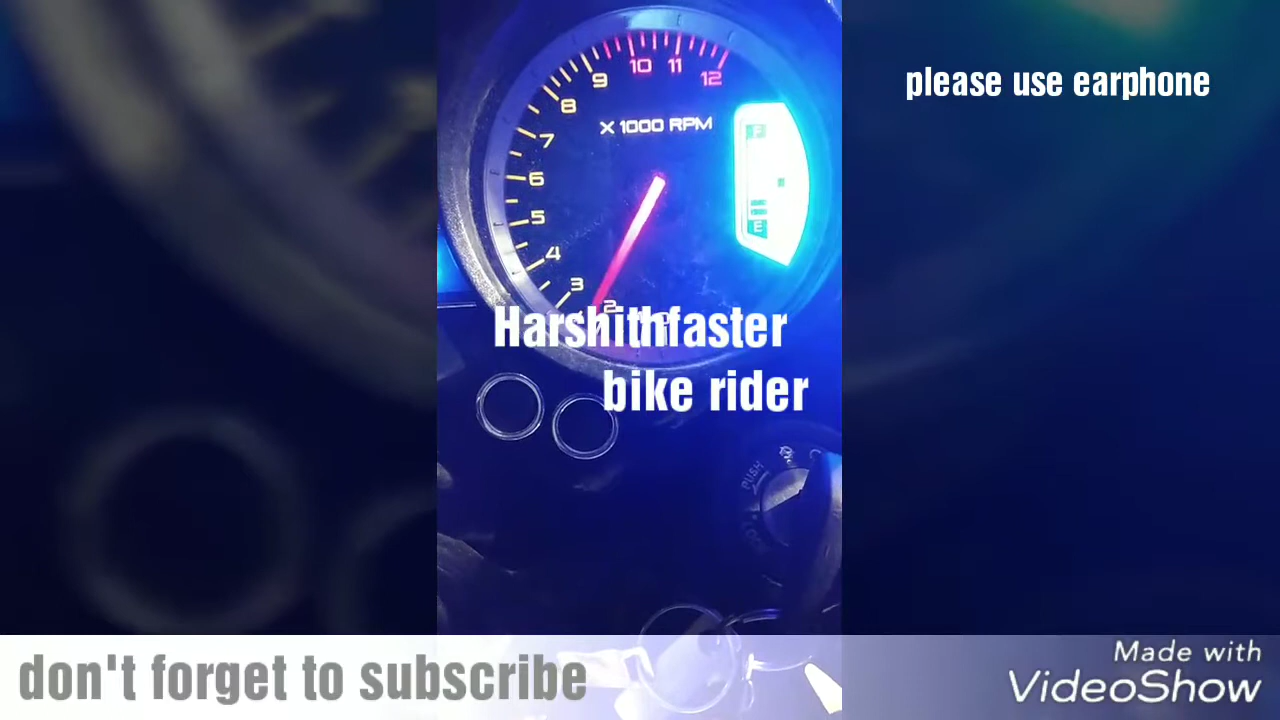 please use earphone
10 11
9 12
8
X 1000 RPM
7
F
6
5
E
4
3
2
Harshithfaster
bike rider
PUSH
don't forget to subscribe
Made with
VideoShow